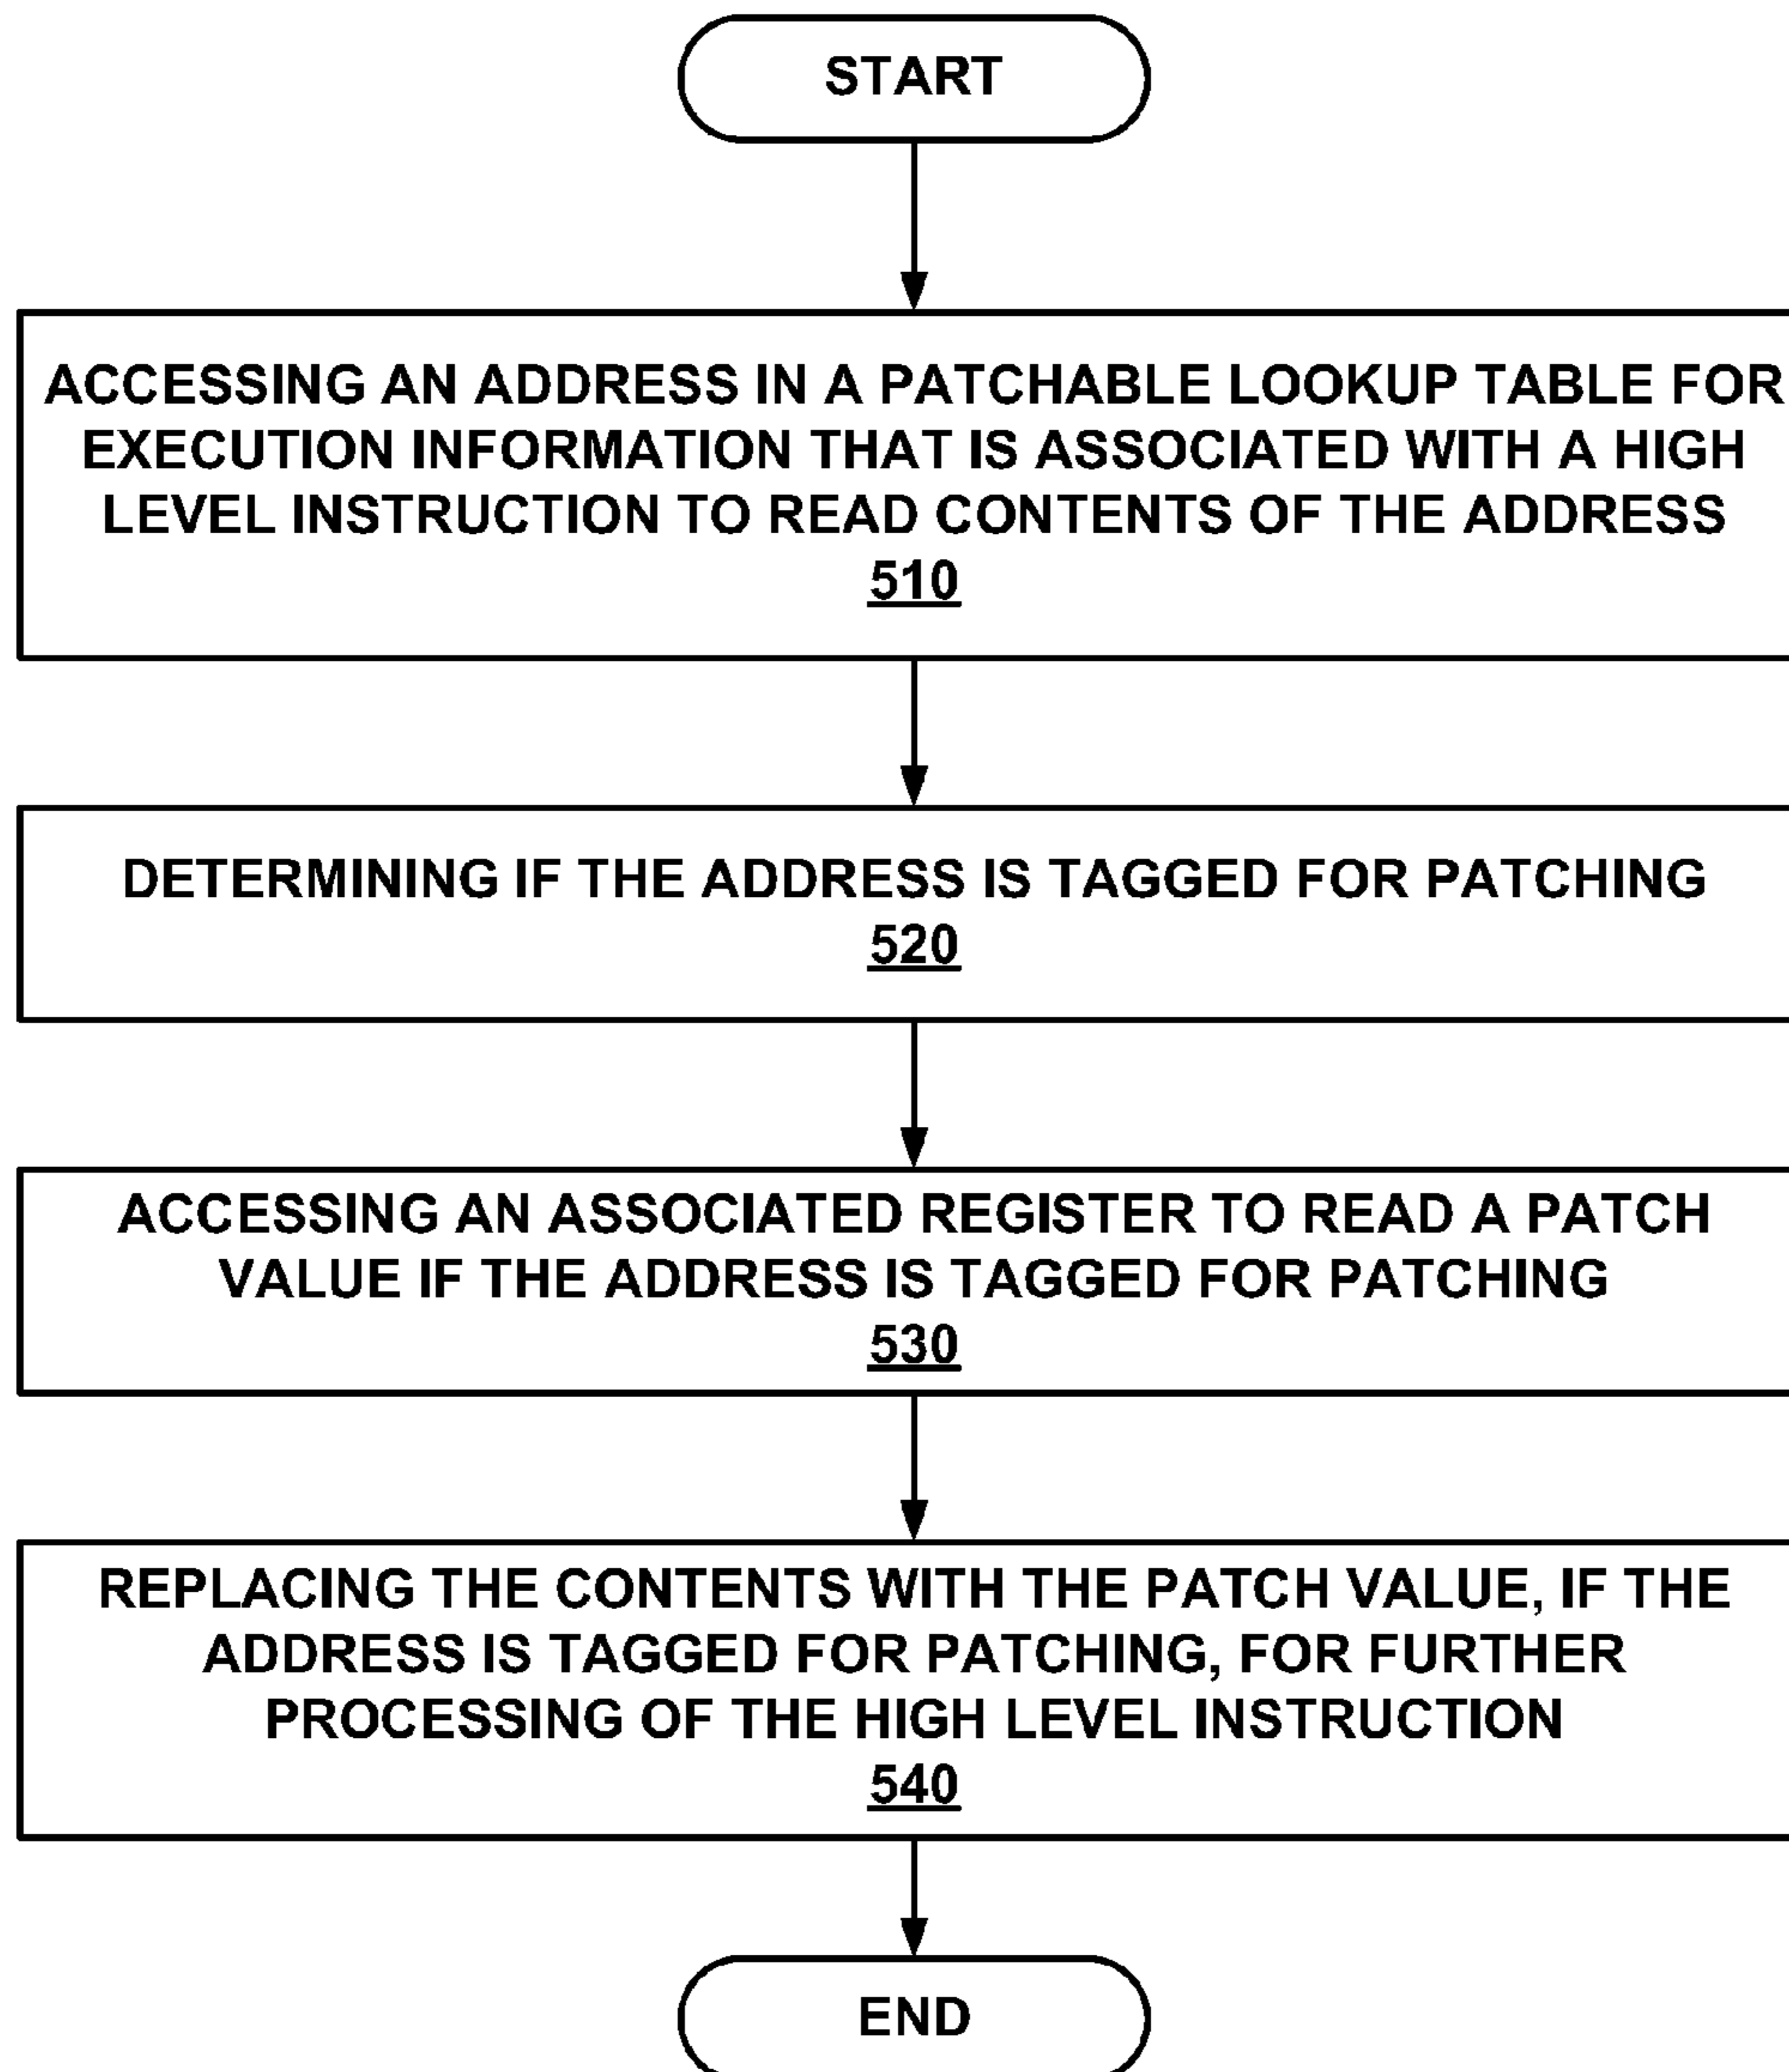 START
ACCESSING AN ADDRESS IN A PATCHABLE LOOKUP TABLE FOR
EXECUTION INFORMATION THAT IS ASSOCIATED WITH A HIGH
LEVEL INSTRUCTION TO READ CONTENTS OF THE ADDRESS
510
DETERMINING IF THE ADDRESS IS TAGGED FOR PATCHING
520
ACCESSING AN ASSOCIATED REGISTER TO READ A PATCH
VALUE IF THE ADDRESS IS TAGGED FOR PATCHING
530
REPLACING THE CONTENTS WITH THE PATCH VALUE, IF THE
ADDRESS IS TAGGED FOR PATCHING, FOR FURTHER
PROCESSING OF THE HIGH LEVEL INSTRUCTION
540
END